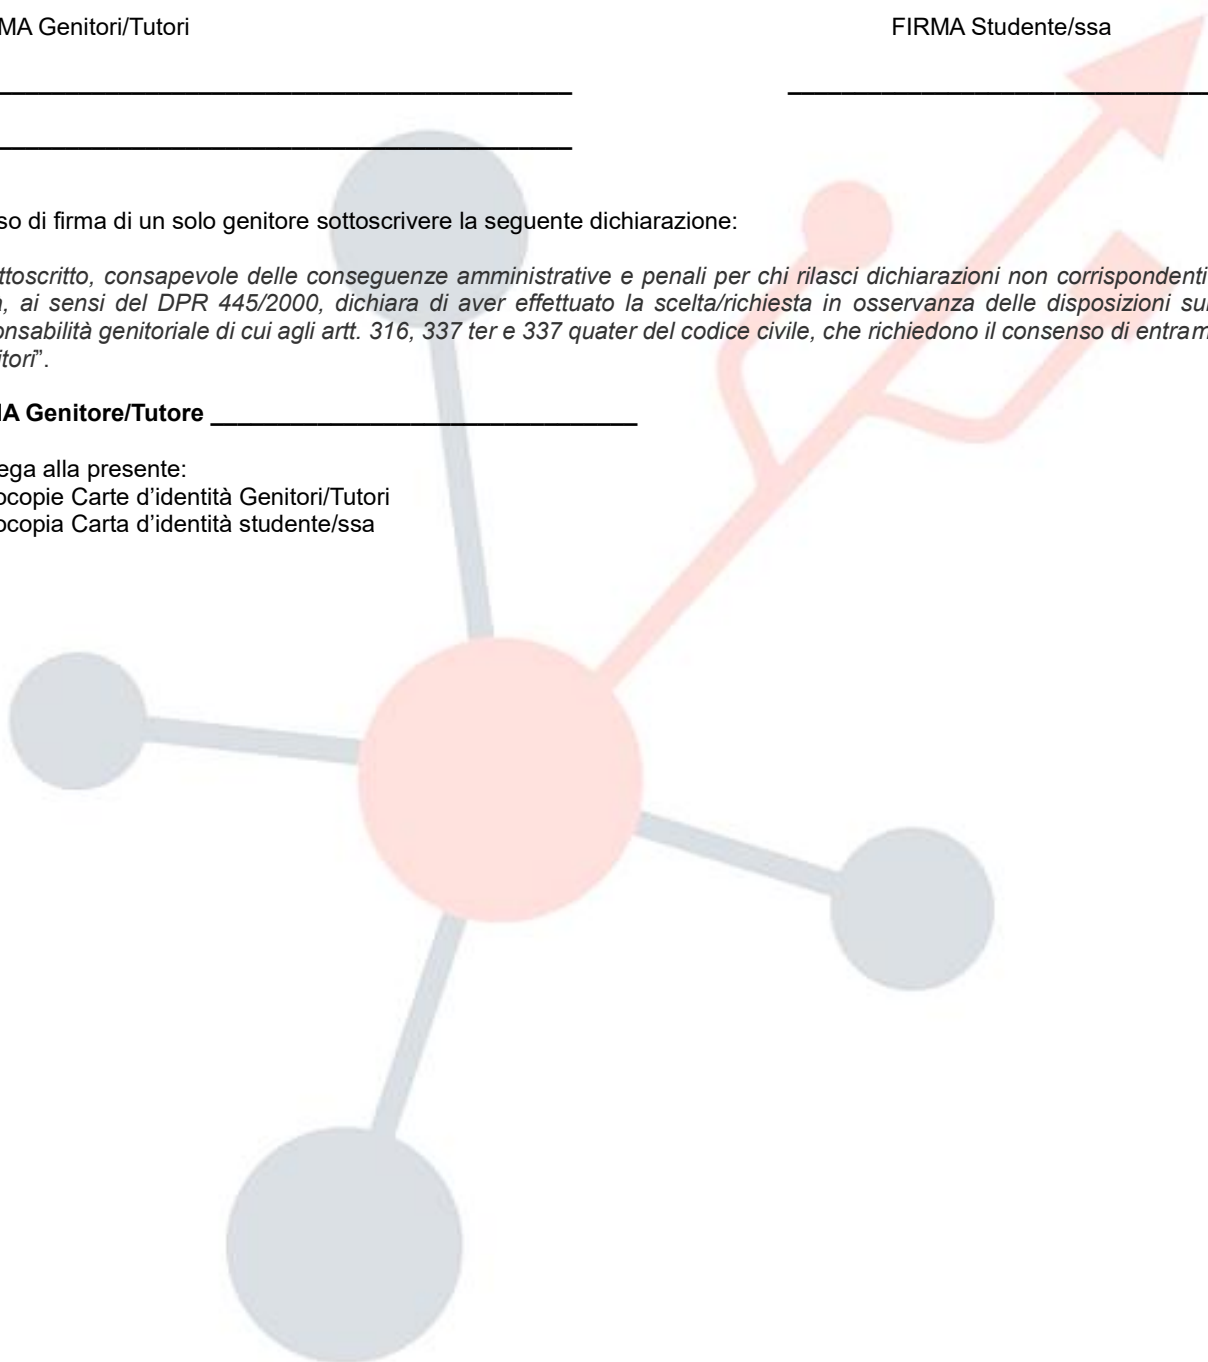 MA Genitori/Tutori FIRMA Studente/ssa
so di firma di un solo genitore sottoscrivere la seguente dichiarazione:
ttoscritto, consapevole delle conseguenze amministrative e penali per chi rilasci dichiarazioni non corrispondenti
, ai sensi del DPR 445/2000, dichiara di aver effettuato la scelta/richiesta in osservanza delle disposizioni sul
onsabilità genitoriale di cui agli artt. 316, 337 ter e 337 quater del codice civile, che richiedono il consenso di entram
itori”.
MA Genitore/Tutore ________________________________
ega alla presente:
ocopie Carte d’identità Genitori/Tutori
ocopia Carta d’identità studente/ssa